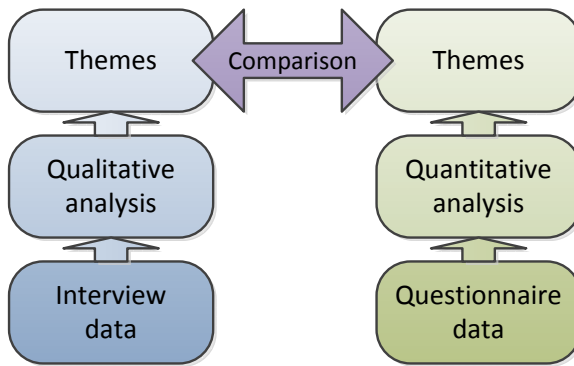 Themes
Comparison
Themes
Qualitative
analysis
Quantitative
analysis
Interview
data
Questionnaire
data